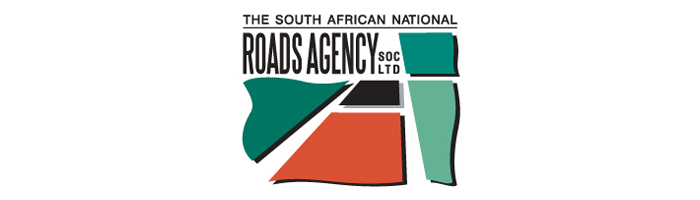 THE SOUTH AFRICAN NATIONAL
ROADS AGENCY SOC
LTD